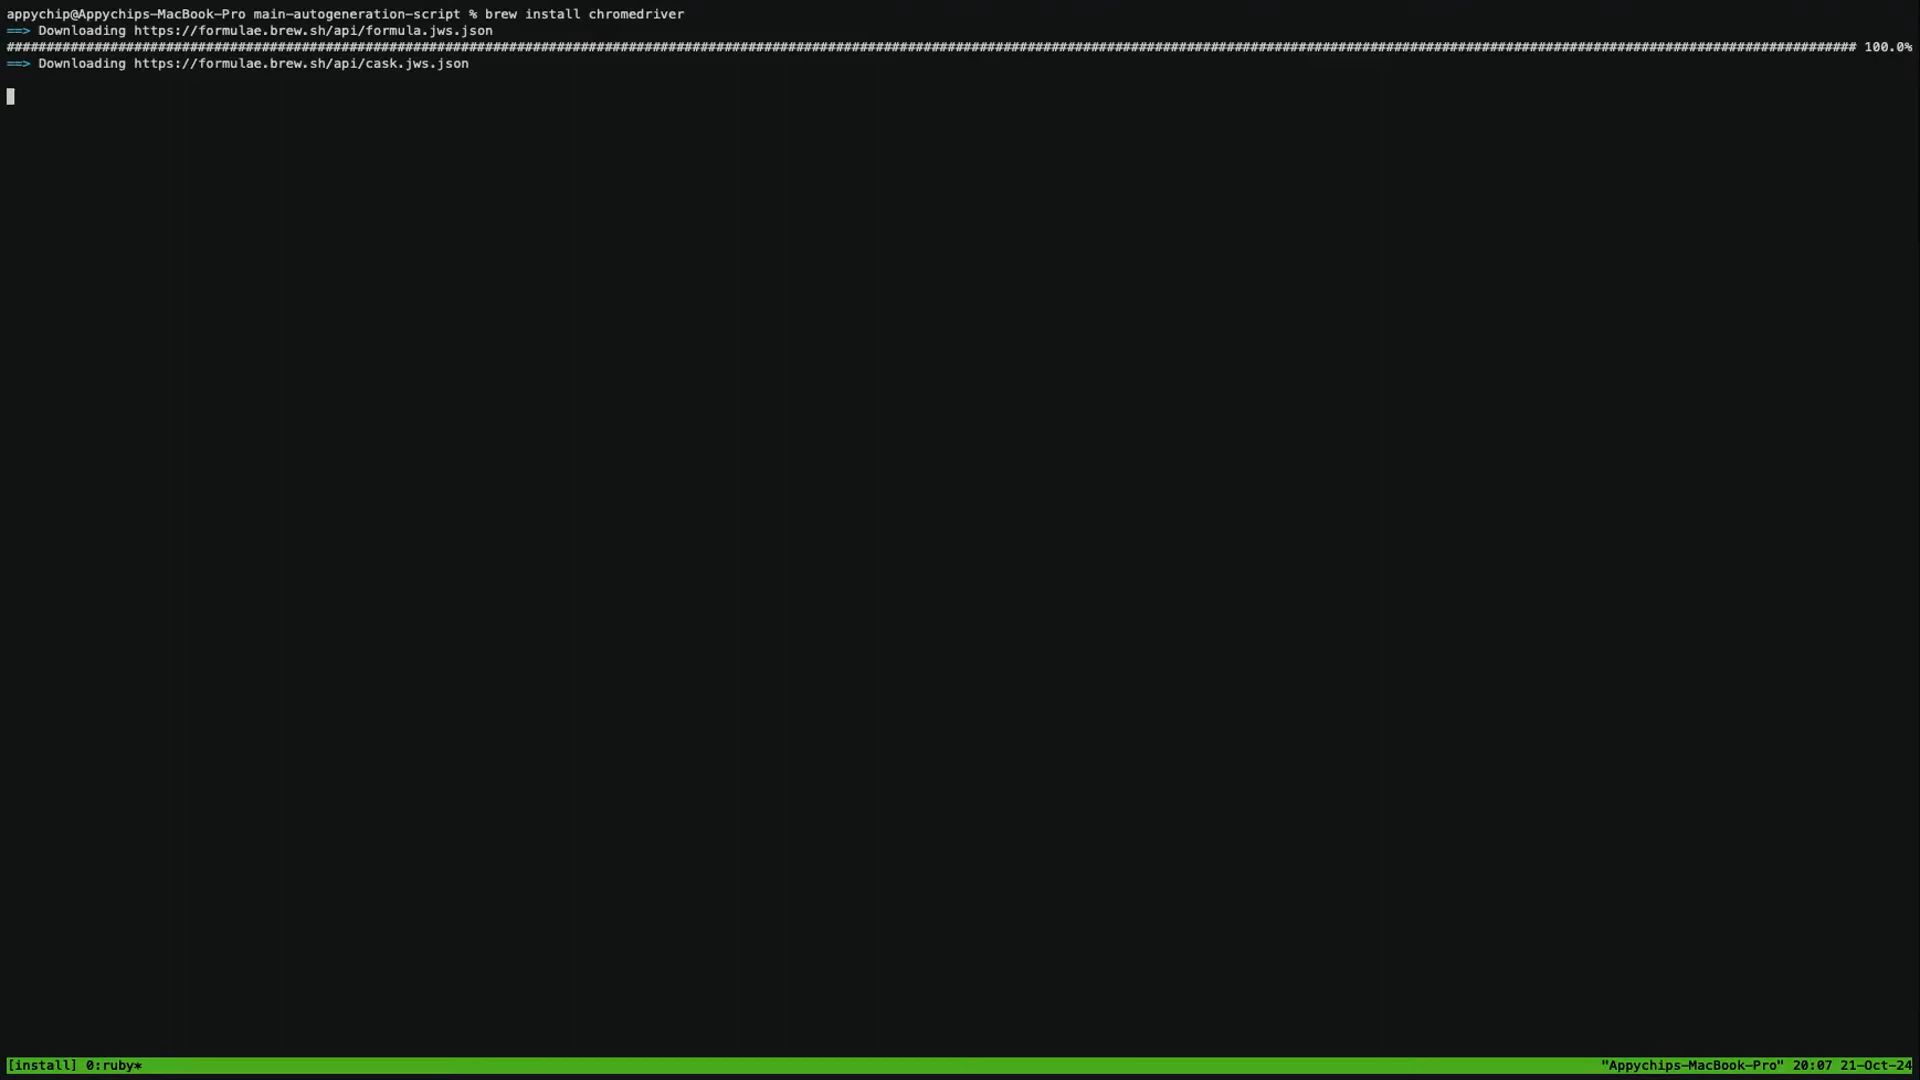 appychip@Appychips-MacBook-Pro main-autogeneration-script % brew install chromedriver
==> Downloading https://formulae.brew.sh/api/formula.jws.json
######################################################################################################################################################################################################################################## 100.0%
==> Downloading https://formulae.brew.sh/api/cask.jws.json
[install] 0:ruby* "Appychips-MacBook-Pro" 20:07 21-Oct-24